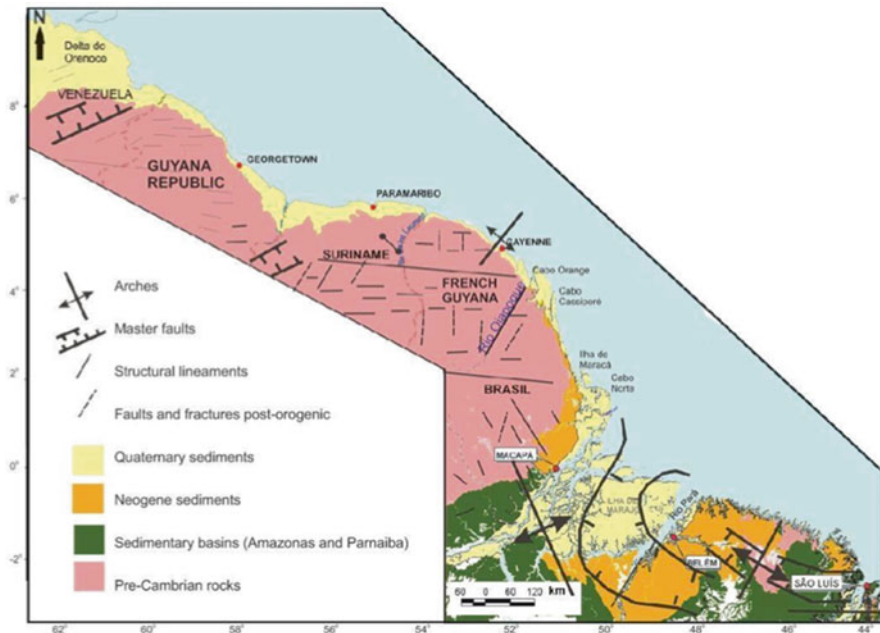 N
Delta do
Orenoco
VENEZUELA
8°
GUYANA
REPUBLIC
GEORGETOWN
6°
PARAMARIBO
SURINAME
CAYENNE
FRENCH
GUYANA
Cabo Orange
Cabo
Cassiporé
4°
Rio Oiapoque
Ilha de
Maracá
Cabo
Norte
2°
BRASIL
MACAPÁ
0°
ILHA DE
MARAJÓ
Rio Pará
BELÉM
SÃO LUÍS
-2°
Arches
Master faults
Structural lineaments
Faults and fractures post-orogenic
Quaternary sediments
Neogene sediments
Sedimentary basins (Amazonas and Parnaiba)
Pre-Cambrian rocks
60 0 60 120 km
62° 60° 58° 56° 54° 52° 50° 48° 46° 44°